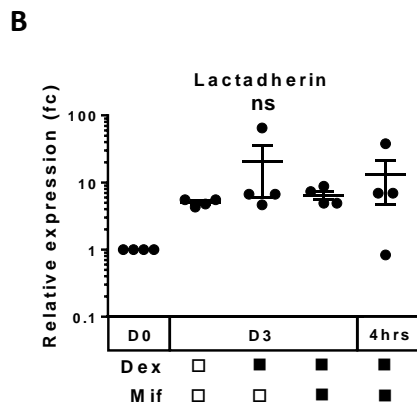 B
Lactadherin
ns
Relative expression (fc)
100
10
1
0.1
D0 D3 4hrs
Dex □ ■ ■ ■
Mif □ □ ■ ■